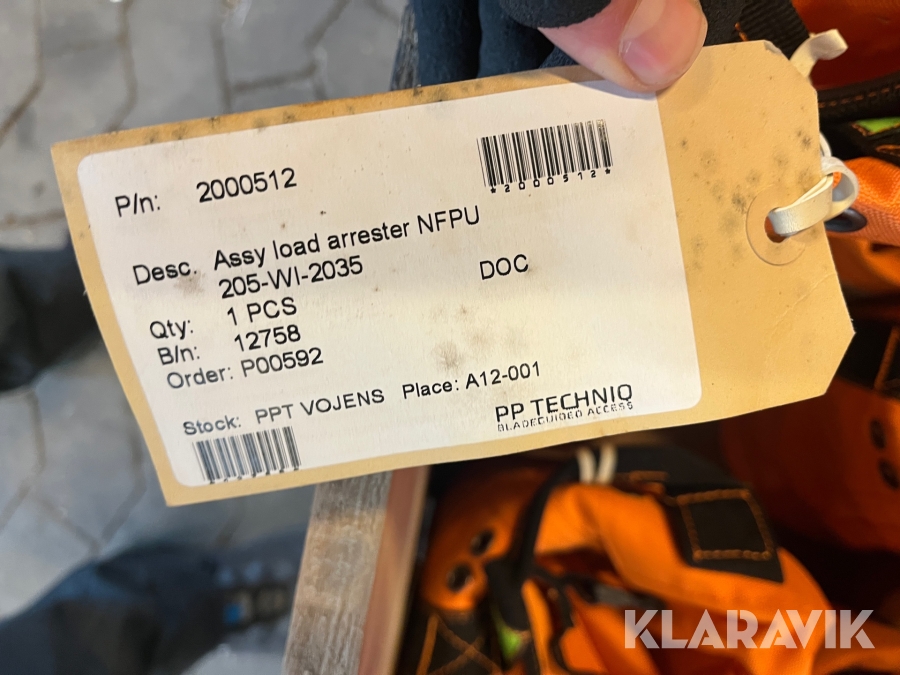 P/n: 2000512
*2000512*
Desc. Assy load arrester NFPU
205-WI-2035
DOC
Qty: 1 PCS
B/n: 12758
Order: P00592
Stock: PPT VOJENS Place: A12-001
PP TECHNIQ
BLADEGUIDED ACCESS
KLARAVIK